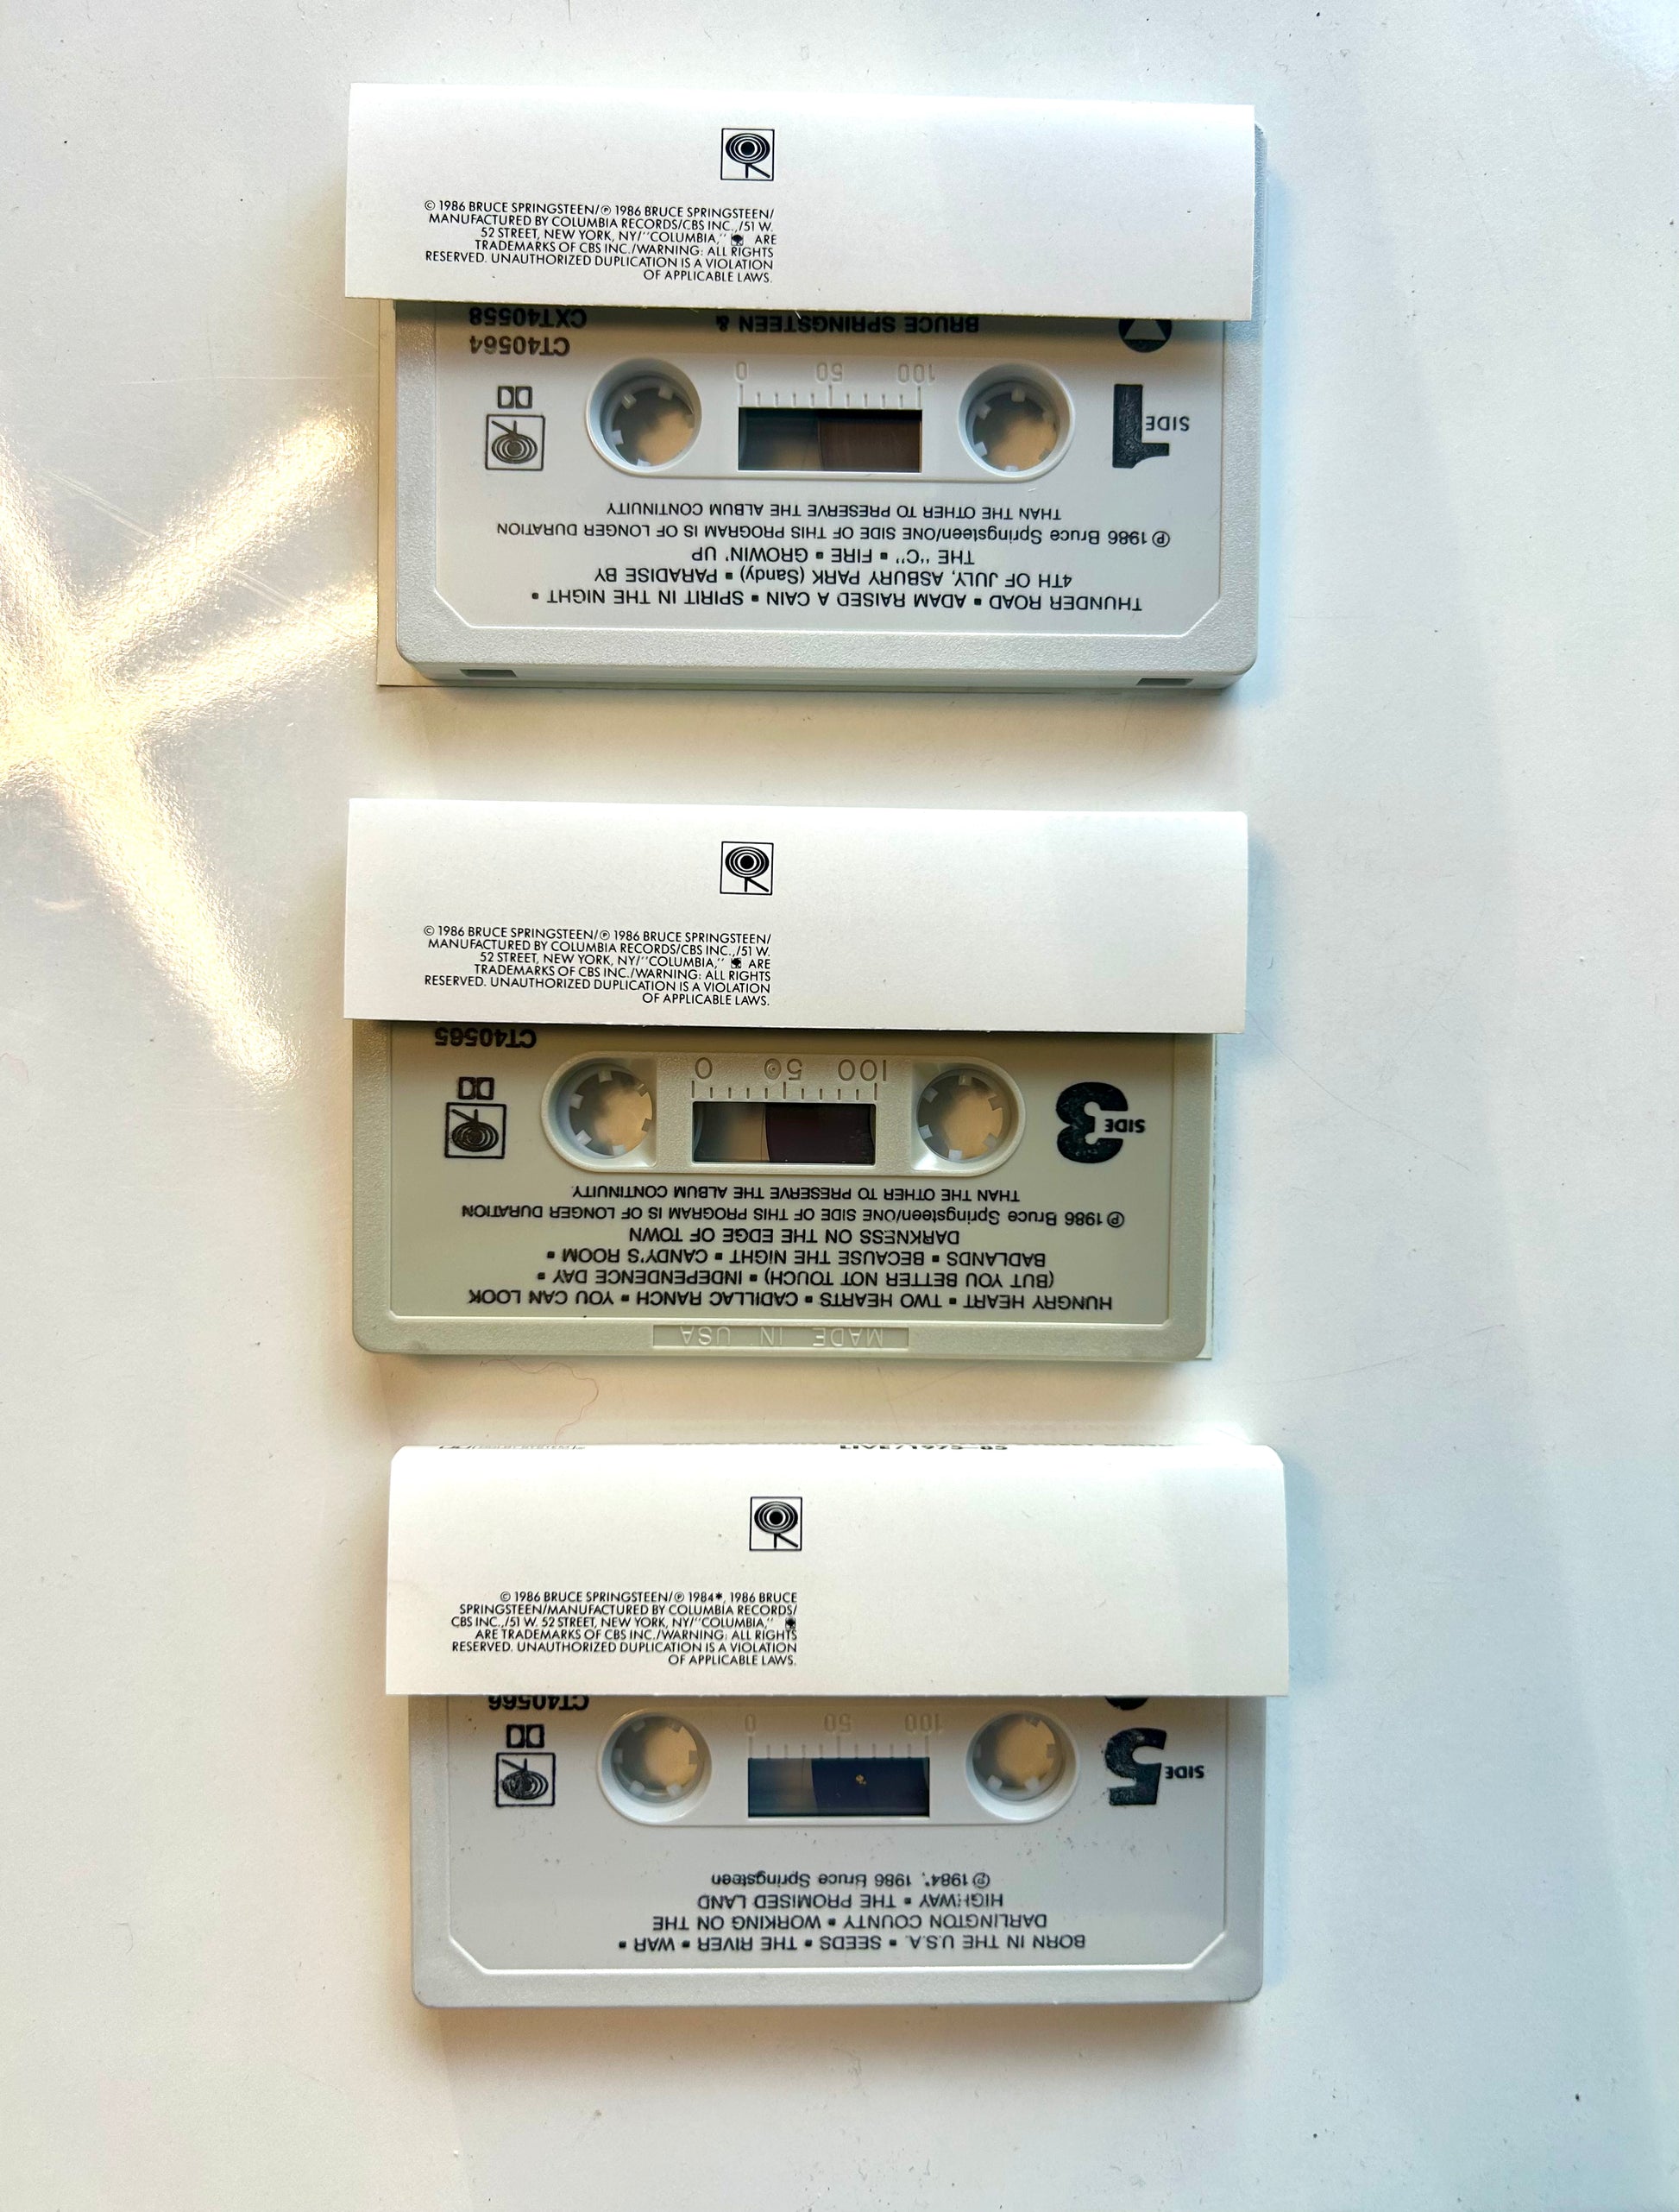 © 1986 BRUCE SPRINGSTEEN/℗ 1986 BRUCE SPRINGSTEEN/
MANUFACTURED BY COLUMBIA RECORDS/CBS INC.,/51 W.
52 STREET, NEW YORK, NY/"COLUMBIA," ARE
TRADEMARKS OF CBS INC./WARNING: ALL RIGHTS
RESERVED. UNAUTHORIZED DUPLICATION IS A VIOLATION
OF APPLICABLE LAWS.
BRUCE SPRINGSTEEN &
CXT40558
CT40564
SIDE 1
100 50 0
THAN THE OTHER TO PRESERVE THE ALBUM CONTINUITY
℗ 1986 Bruce Springsteen/ONE SIDE OF THIS PROGRAM IS OF LONGER DURATION
THE "C" ▪ FIRE ▪ GROWIN' UP
4TH OF JULY, ASBURY PARK (Sandy) ▪ PARADISE BY
THUNDER ROAD ▪ ADAM RAISED A CAIN ▪ SPIRIT IN THE NIGHT ▪
© 1986 BRUCE SPRINGSTEEN/℗ 1986 BRUCE SPRINGSTEEN/
MANUFACTURED BY COLUMBIA RECORDS/CBS INC.,/51 W.
52 STREET, NEW YORK, NY/"COLUMBIA," ARE
TRADEMARKS OF CBS INC./WARNING: ALL RIGHTS
RESERVED. UNAUTHORIZED DUPLICATION IS A VIOLATION
OF APPLICABLE LAWS.
CT40565
SIDE 3
100 50 0
THAN THE OTHER TO PRESERVE THE ALBUM CONTINUITY.
℗ 1986 Bruce Springsteen/ONE SIDE OF THIS PROGRAM IS OF LONGER DURATION
DARKNESS ON THE EDGE OF TOWN
BADLANDS ▪ BECAUSE THE NIGHT ▪ CANDY'S ROOM ▪
(BUT YOU BETTER NOT TOUCH) ▪ INDEPENDENCE DAY ▪
HUNGRY HEART ▪ TWO HEARTS ▪ CADILLAC RANCH ▪ YOU CAN LOOK
MADE IN USA
LIVE/1975-85
© 1986 BRUCE SPRINGSTEEN/℗ 1984*, 1986 BRUCE
SPRINGSTEEN/MANUFACTURED BY COLUMBIA RECORDS/
CBS INC.,/51 W. 52 STREET, NEW YORK, NY/"COLUMBIA,"
ARE TRADEMARKS OF CBS INC./WARNING: ALL RIGHTS
RESERVED. UNAUTHORIZED DUPLICATION IS A VIOLATION
OF APPLICABLE LAWS.
CT40566
SIDE 5
100 50 0
℗ 1984*, 1986 Bruce Springsteen
HIGHWAY ▪ THE PROMISED LAND
DARLINGTON COUNTY ▪ WORKING ON THE
BORN IN THE U.S.A. ▪ SEEDS ▪ THE RIVER ▪ WAR ▪